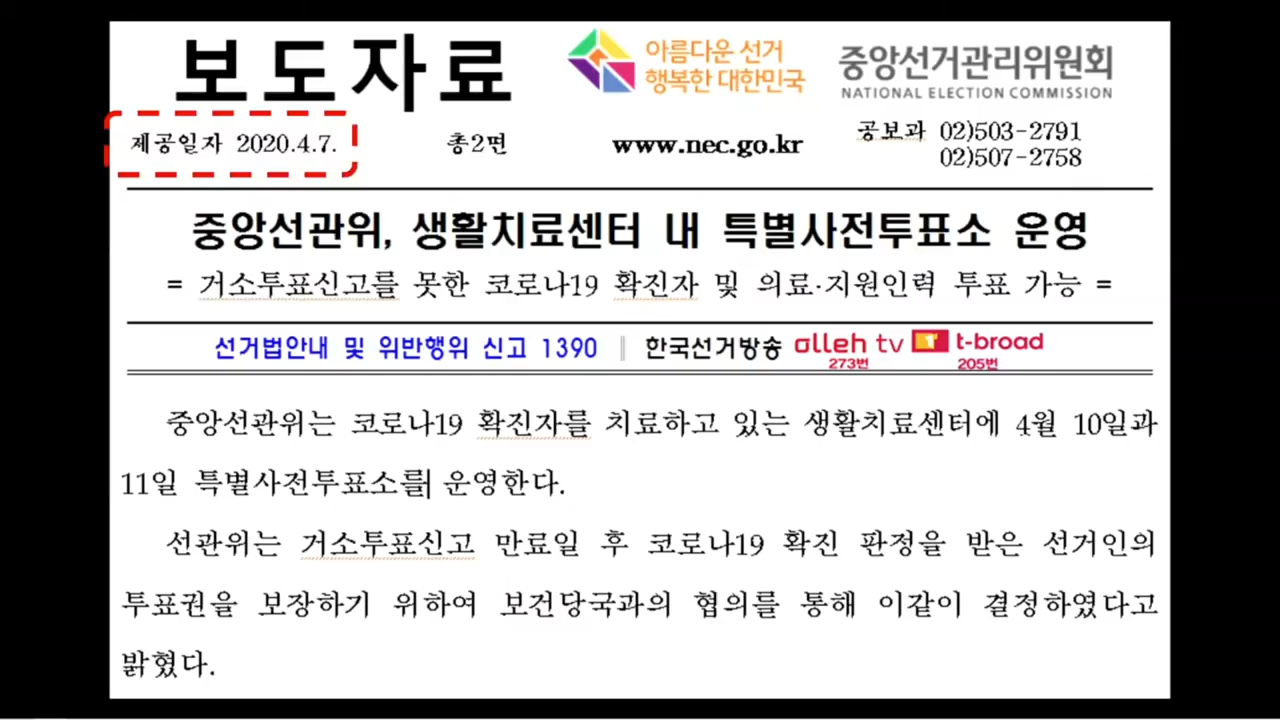 보도자료
아름다운 선거
행복한 대한민국
중앙선거관리위원회
NATIONAL ELECTION COMMISSION
제공일자 2020.4.7.
총2면
www.nec.go.kr
공보과 02)503-2791
02)507-2758
중앙선관위, 생활치료센터 내 특별사전투표소 운영
= 거소투표신고를 못한 코로나19 확진자 및 의료·지원인력 투표 가능 =
선거법안내 및 위반행위 신고 1390 | 한국선거방송 olleh tv t-broad
273번 205번
중앙선관위는 코로나19 확진자를 치료하고 있는 생활치료센터에 4월 10일과
11일 특별사전투표소를 운영한다.
선관위는 거소투표신고 만료일 후 코로나19 확진 판정을 받은 선거인의
투표권을 보장하기 위하여 보건당국과의 협의를 통해 이같이 결정하였다고
밝혔다.